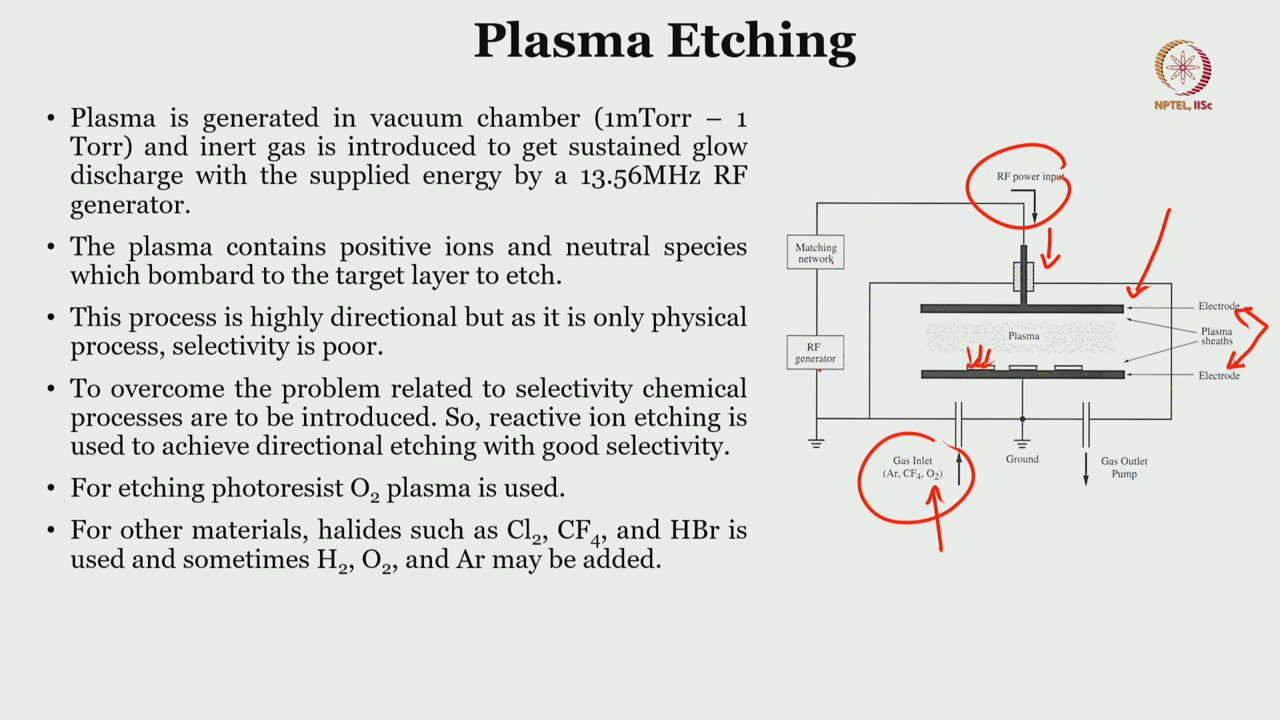 Plasma Etching
NPTEL, IISc
• Plasma is generated in vacuum chamber (1mTorr – 1
Torr) and inert gas is introduced to get sustained glow
discharge with the supplied energy by a 13.56MHz RF
generator.
• The plasma contains positive ions and neutral species
which bombard to the target layer to etch.
• This process is highly directional but as it is only physical
process, selectivity is poor.
• To overcome the problem related to selectivity chemical
processes are to be introduced. So, reactive ion etching is
used to achieve directional etching with good selectivity.
• For etching photoresist O₂ plasma is used.
• For other materials, halides such as Cl₂, CF₄, and HBr is
used and sometimes H₂, O₂, and Ar may be added.
RF power input
Matching
network
Electrode
Plasma
Plasma
sheaths
RF
generator
Electrode
Gas Inlet
(Ar, CF₄, O₂)
Ground
Gas Outlet
Pump